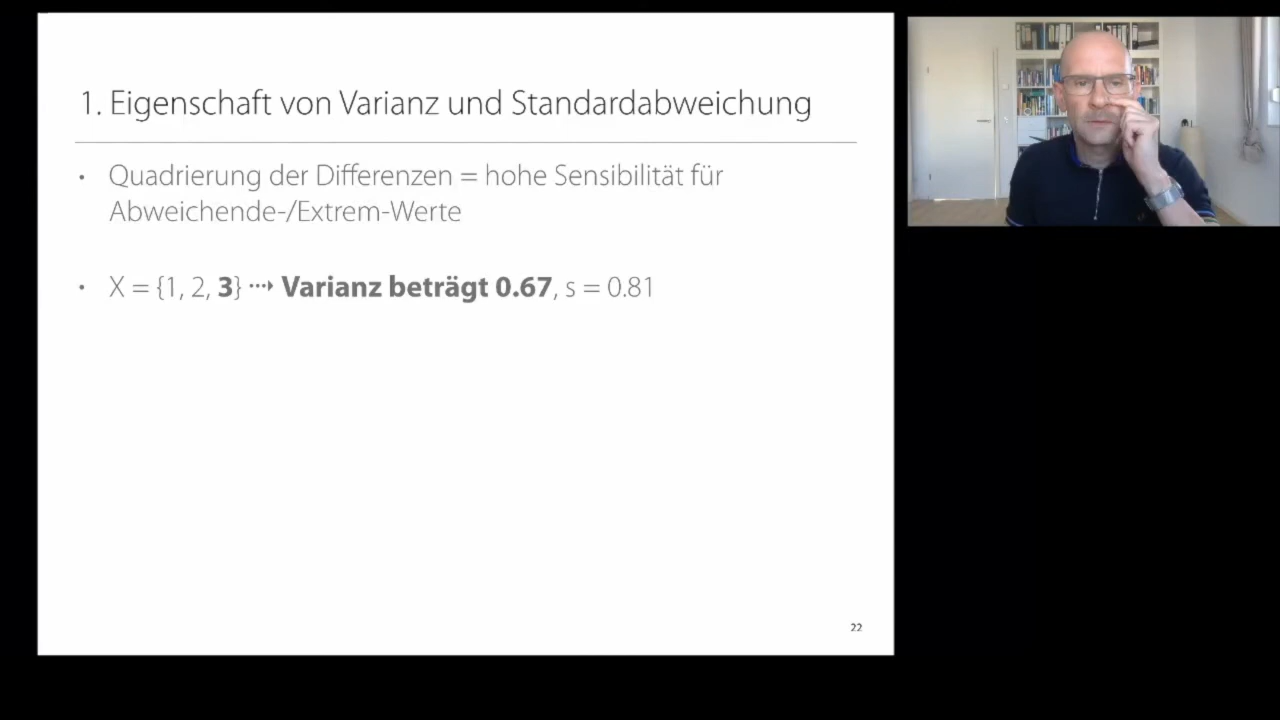 1. Eigenschaft von Varianz und Standardabweichung
• Quadrierung der Differenzen = hohe Sensibilität für
Abweichende-/Extrem-Werte
• X = {1, 2, 3} ⇢ Varianz beträgt 0.67, s = 0.81
22